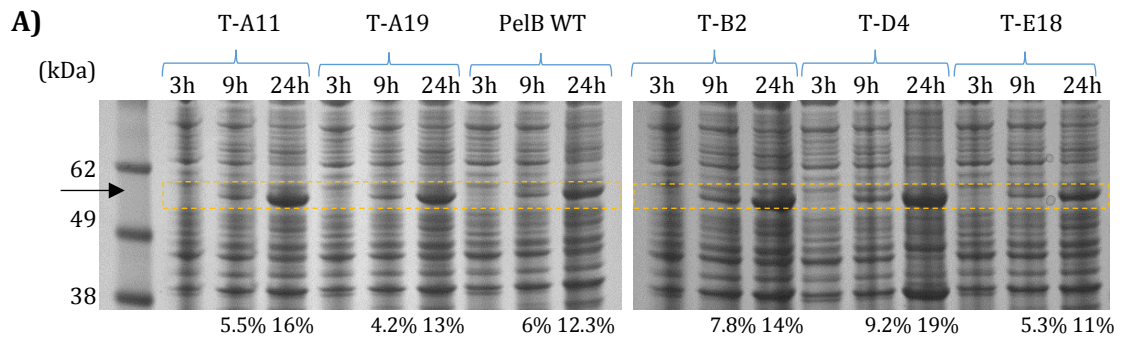 A)
T-A11 T-A19 PelB WT T-B2 T-D4 T-E18
(kDa)
3h 9h 24h 3h 9h 24h 3h 9h 24h 3h 9h 24h 3h 9h 24h 3h 9h 24h
62
49
38
5.5% 16% 4.2% 13% 6% 12.3% 7.8% 14% 9.2% 19% 5.3% 11%